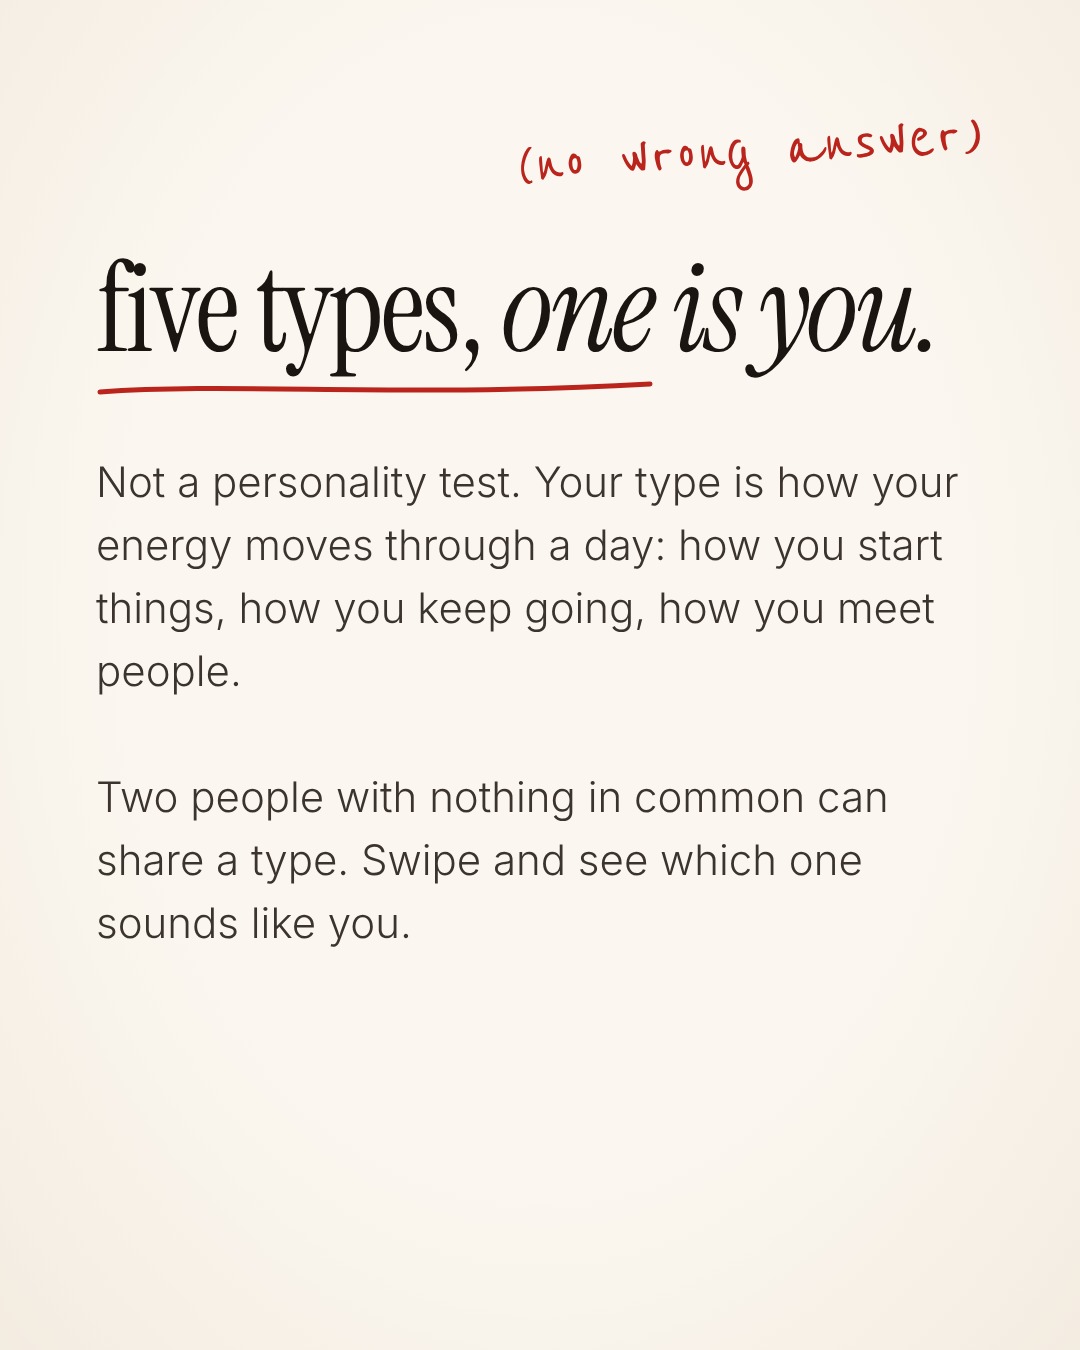 (no wrong answer)
five types, one is you.
Not a personality test. Your type is how your
energy moves through a day: how you start
things, how you keep going, how you meet
people.
Two people with nothing in common can
share a type. Swipe and see which one
sounds like you.